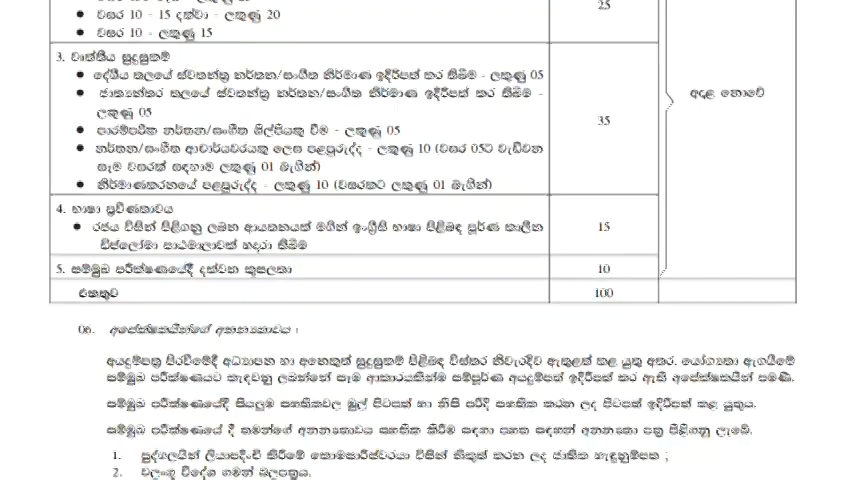 ● වසර 10 - 15 දක්වා - ලකුණු 20
25
● වසර 10 - ලකුණු 15
3. වෘත්තීය සුදුසුකම්
● දේශීය තලයේ ස්වතන්ත්‍ර නර්තන/සංගීත නිර්මාණ ඉදිරිපත් කර තිබීම - ලකුණු 05
● ජාත්‍යන්තර තලයේ ස්වතන්ත්‍ර නර්තන/සංගීත නිර්මාණ ඉදිරිපත් කර තිබීම -
ලකුණු 05
● පාරම්පරික නර්තන/සංගීත ශිල්පියකු වීම - ලකුණු 05
● නර්තන/සංගීත ආචාර්යවරයකු ලෙස පළපුරුද්ද - ලකුණු 10 (වසර 05ට වැඩිවන
සෑම වසරක් සඳහාම ලකුණු 01 බැගින්)
● නිර්මාණකරනයේ පළපුරුද්ද - ලකුණු 10 (වසරකට ලකුණු 01 බැගින්)
35
අදාළ නොවේ
4. භාෂා ප්‍රවීණතාවය
● රජය විසින් පිළිගනු ලබන ආයතනයක් මගින් ඉංග්‍රීසි භාෂා පිළිබඳ පූර්ණ කාලීන
ඩිප්ලෝමා පාඨමාලාවක් හදාරා තිබීම
15
5. සම්මුඛ පරීක්ෂණයේදී දක්වන කුසලතා
10
එකතුව
100
06. අපේක්ෂකයින්ගේ අනන්‍යතාවය :
අයදුම්පත්‍ර පිරවීමේදී අධ්‍යාපන හා අනෙකුත් සුදුසුකම් පිළිබඳ විස්තර නිවැරදිව ඇතුළත් කළ යුතු අතර, යෝග්‍යතා ඇගයීමේ
සම්මුඛ පරීක්ෂණයට කැඳවනු ලබන්නේ සෑම ආකාරයකින්ම සම්පූර්ණ අයදුම්පත් ඉදිරිපත් කර ඇති අපේක්ෂකයින් පමණි.
සම්මුඛ පරීක්ෂණයේදී සියලුම සහතිකවල මුල් පිටපත් හා නිසි පරිදි සහතික කරන ලද පිටපත් ඉදිරිපත් කළ යුතුය.
සම්මුඛ පරීක්ෂණයේ දී තමන්ගේ අනන්‍යතාවය සහතික කිරීම සඳහා පහත සඳහන් අනන්‍යතා පත්‍ර පිළිගනු ලැබේ.
1. පුද්ගලයින් ලියාපදිංචි කිරීමේ කොමසාරිස්වරයා විසින් නිකුත් කරන ලද ජාතික හැඳුනුම්පත ;
2. වලංගු විදේශ ගමන් බලපත්‍රය.